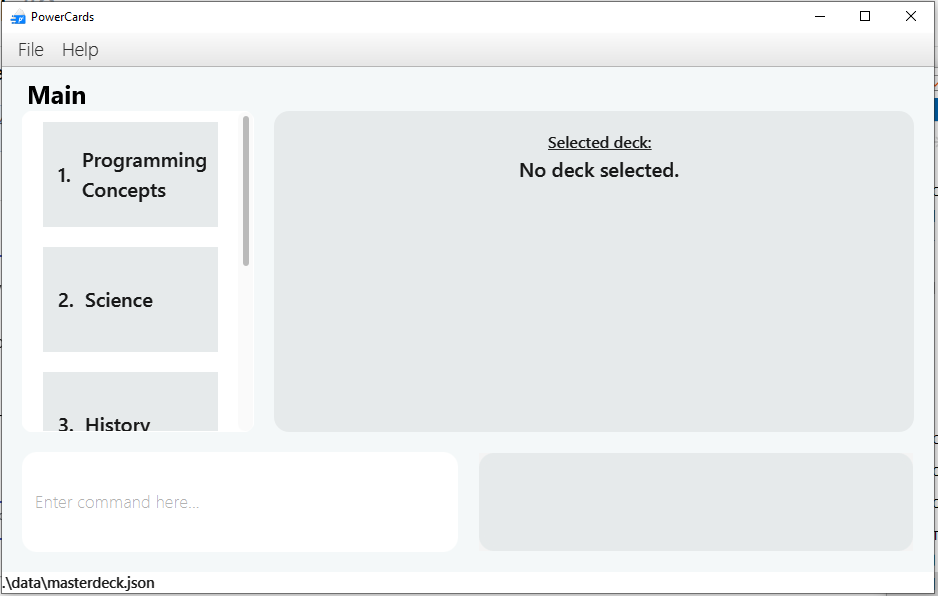 PowerCards
File Help
Main
1. Programming
Concepts
2. Science
3. History
Selected deck:
No deck selected.
Enter command here...
.\data\masterdeck.json